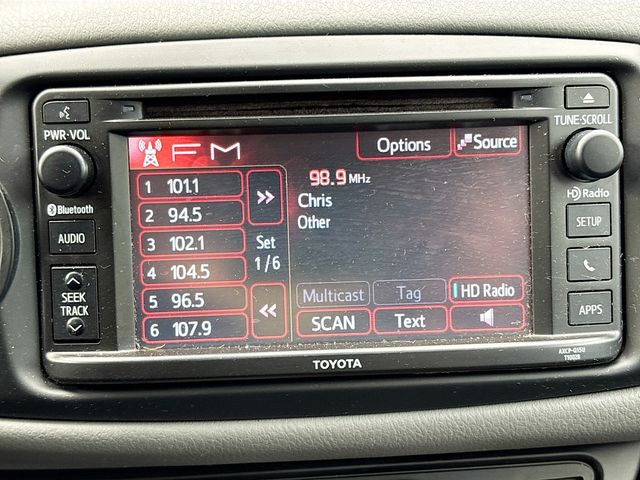 PWR·VOL
TUNE·SCROLL
FM
Options
Source
1 101.1
2 94.5
3 102.1
4 104.5
5 96.5
6 107.9
>>
Set
1/6
<<
98.9 MHz
Chris
Other
Multicast
Tag
HD Radio
SCAN
Text
Bluetooth
AUDIO
SEEK
TRACK
HD Radio
SETUP
APPS
TOYOTA